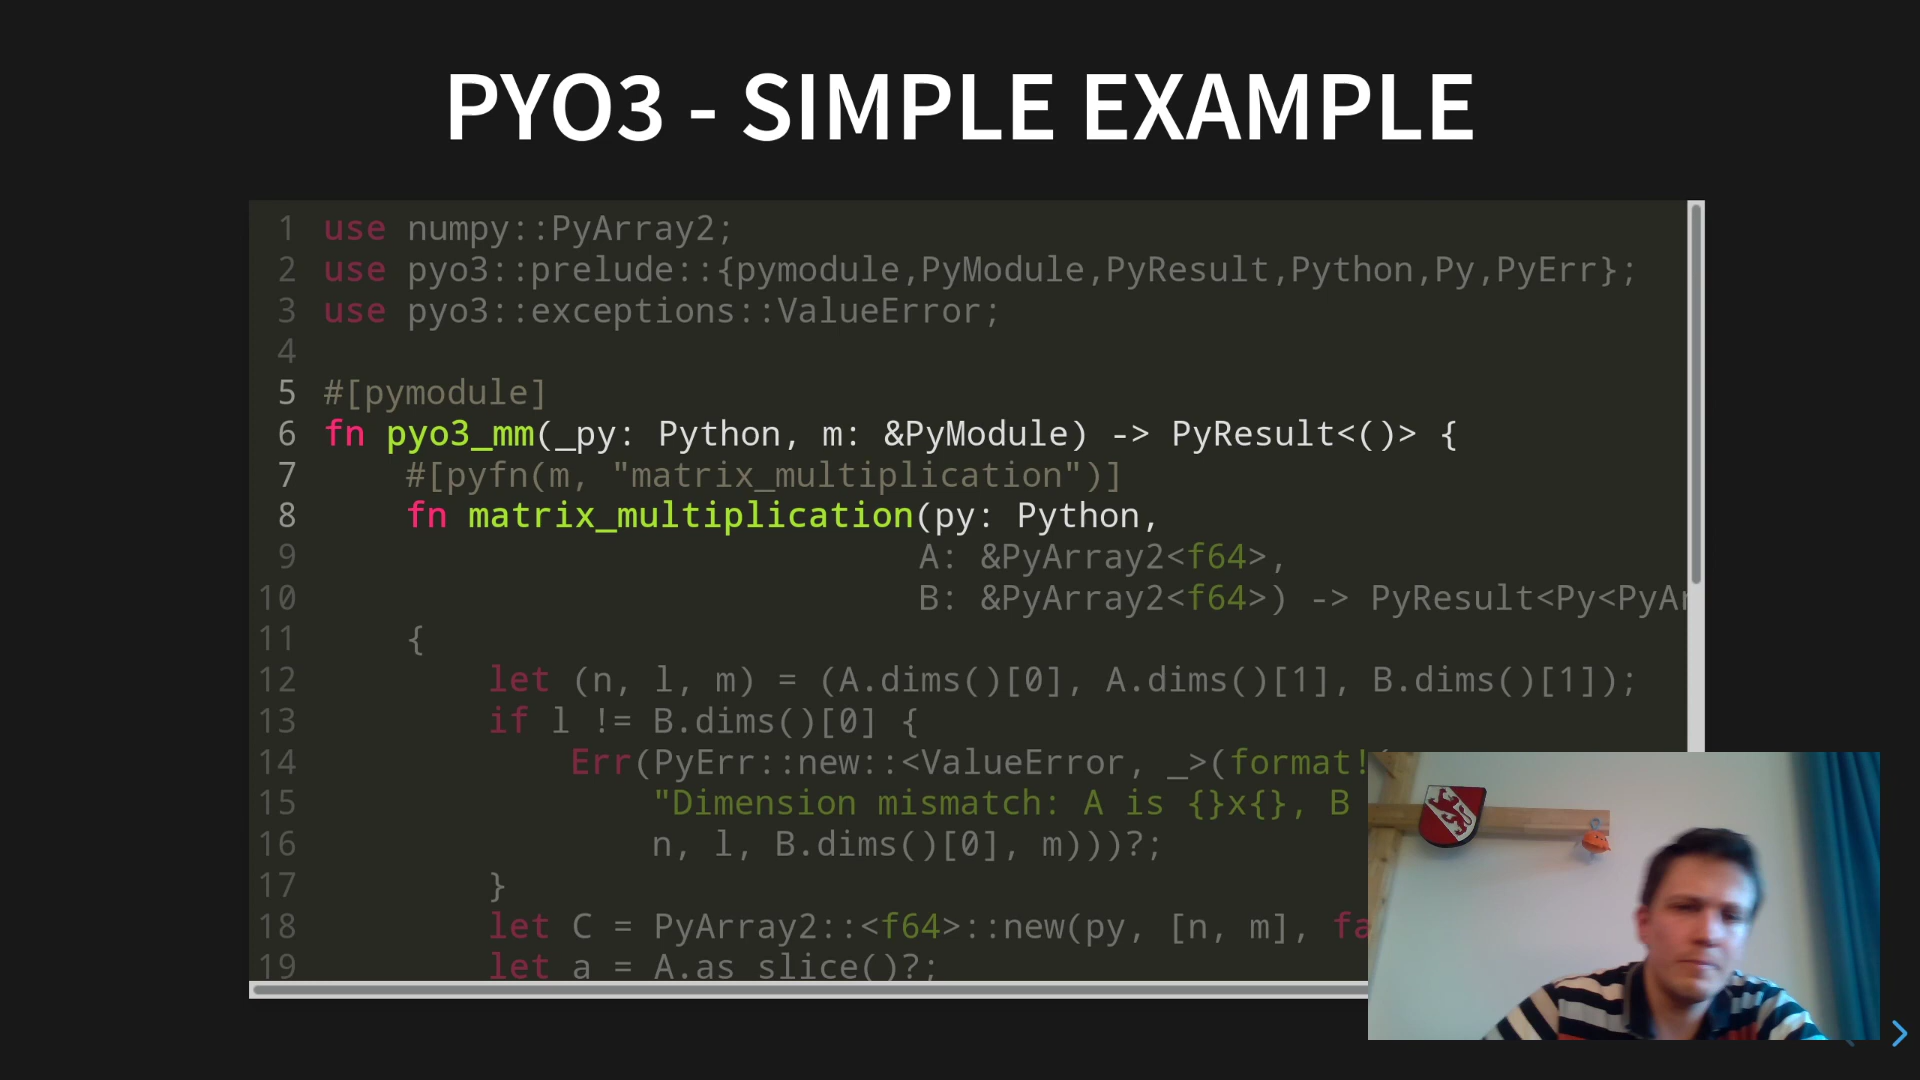 PYO3 - SIMPLE EXAMPLE
1 use numpy::PyArray2;
2 use pyo3::prelude::{pymodule,PyModule,PyResult,Python,Py,PyErr};
3 use pyo3::exceptions::ValueError;
4
5 #[pymodule]
6 fn pyo3_mm(_py: Python, m: &PyModule) -> PyResult<()> {
7 #[pyfn(m, "matrix_multiplication")]
8 fn matrix_multiplication(py: Python,
9 A: &PyArray2<f64>,
10 B: &PyArray2<f64>) -> PyResult<Py<PyAr
11 {
12 let (n, l, m) = (A.dims()[0], A.dims()[1], B.dims()[1]);
13 if l != B.dims()[0] {
14 Err(PyErr::new::<ValueError, _>(format!(
15 "Dimension mismatch: A is {}x{}, B
16 n, l, B.dims()[0], m)))?;
17 }
18 let C = PyArray2::<f64>::new(py, [n, m], fa
19 let a = A.as_slice()?;